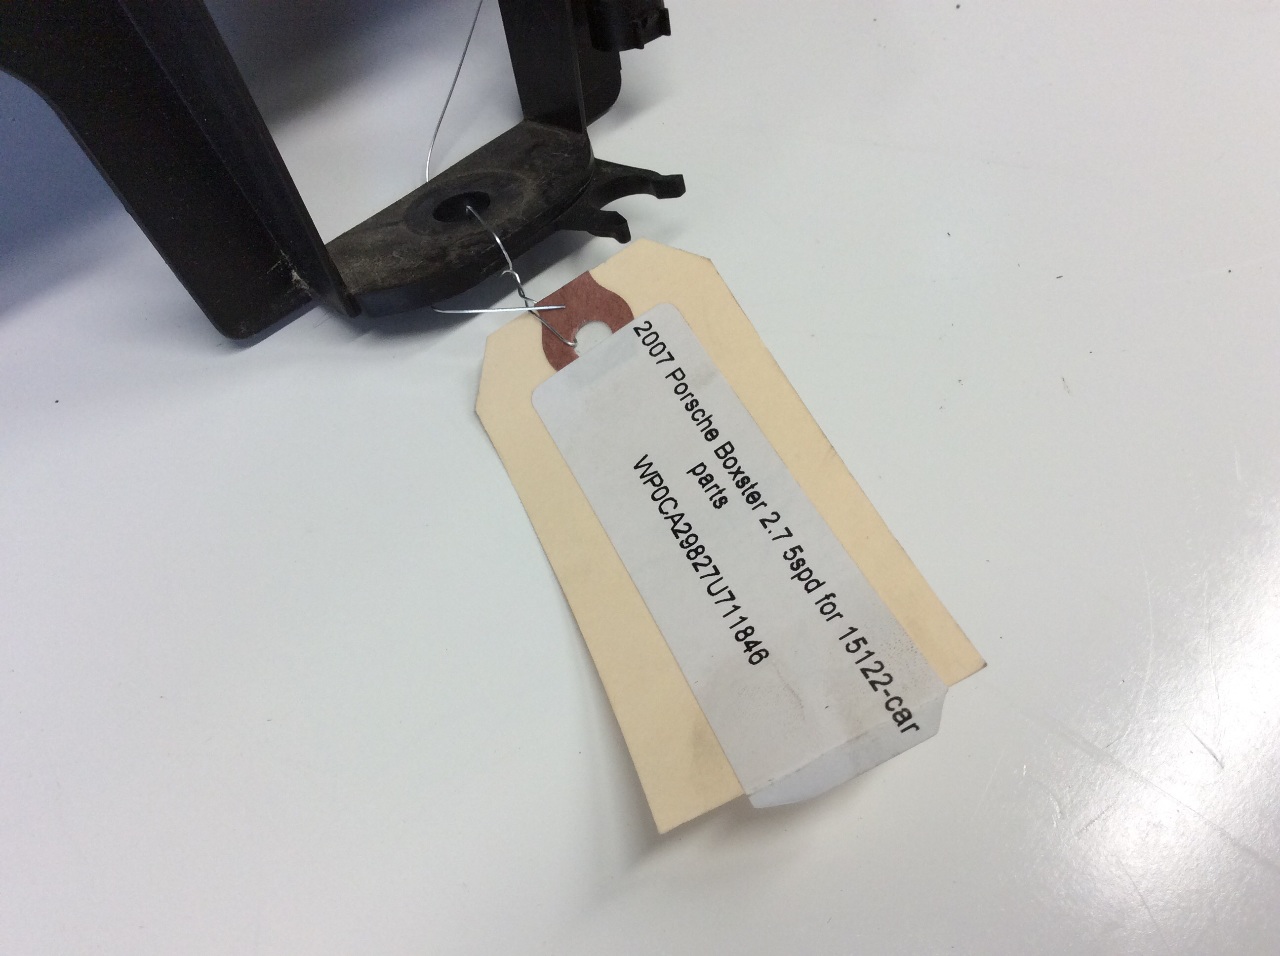 2007 Porsche Boxster 2.7 5spd for 15122-car
parts
WP0CA29827U711846